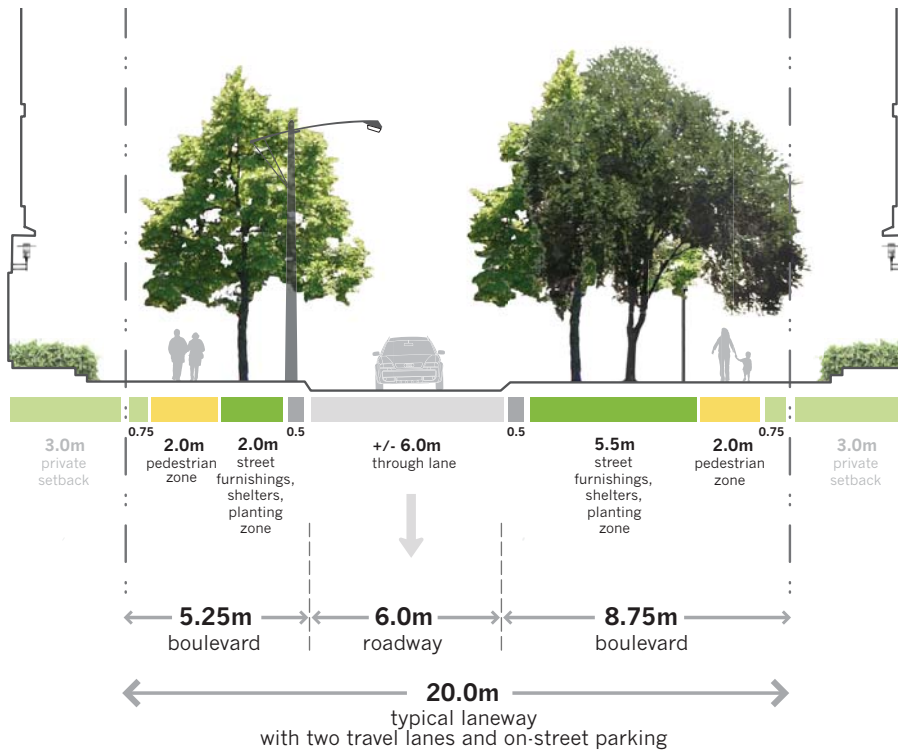 0.75
0.5
0.5
0.75
3.0m
private
setback
2.0m
pedestrian
zone
2.0m
street
furnishings,
shelters,
planting
zone
+/- 6.0m
through lane
5.5m
street
furnishings,
shelters,
planting
zone
2.0m
pedestrian
zone
3.0m
private
setback
5.25m
boulevard
6.0m
roadway
8.75m
boulevard
20.0m
typical laneway
with two travel lanes and on-street parking